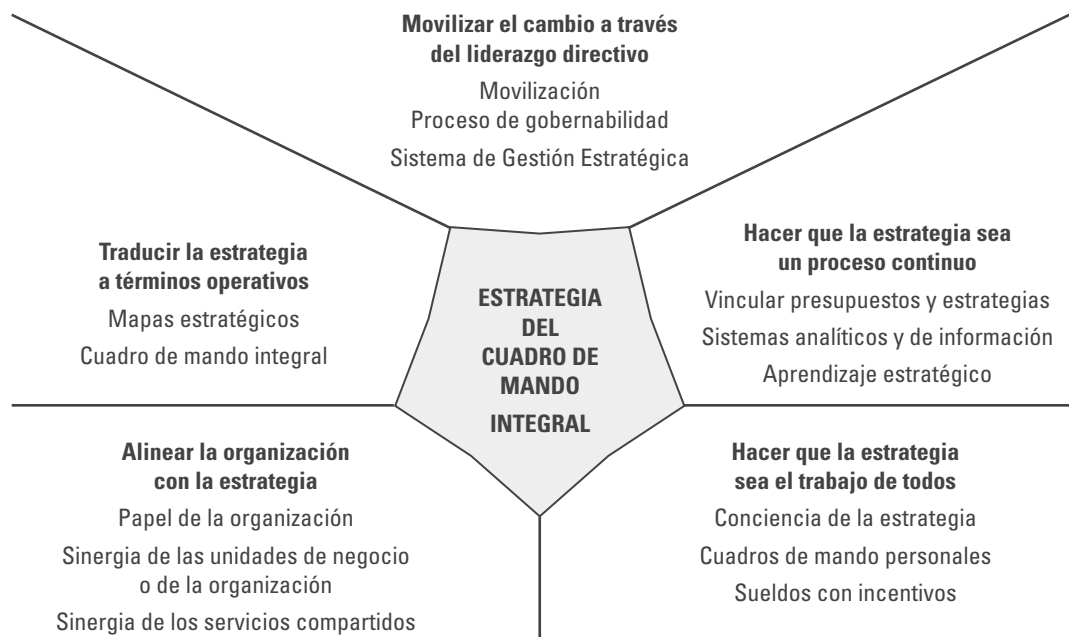 Movilizar el cambio a través
del liderazgo directivo
Movilización
Proceso de gobernabilidad
Sistema de Gestión Estratégica
Traducir la estrategia
a términos operativos
Mapas estratégicos
Cuadro de mando integral
ESTRATEGIA
DEL
CUADRO DE
MANDO
INTEGRAL
Hacer que la estrategia sea
un proceso continuo
Vincular presupuestos y estrategias
Sistemas analíticos y de información
Aprendizaje estratégico
Alinear la organización
con la estrategia
Papel de la organización
Sinergia de las unidades de negocio
o de la organización
Sinergia de los servicios compartidos
Hacer que la estrategia
sea el trabajo de todos
Conciencia de la estrategia
Cuadros de mando personales
Sueldos con incentivos